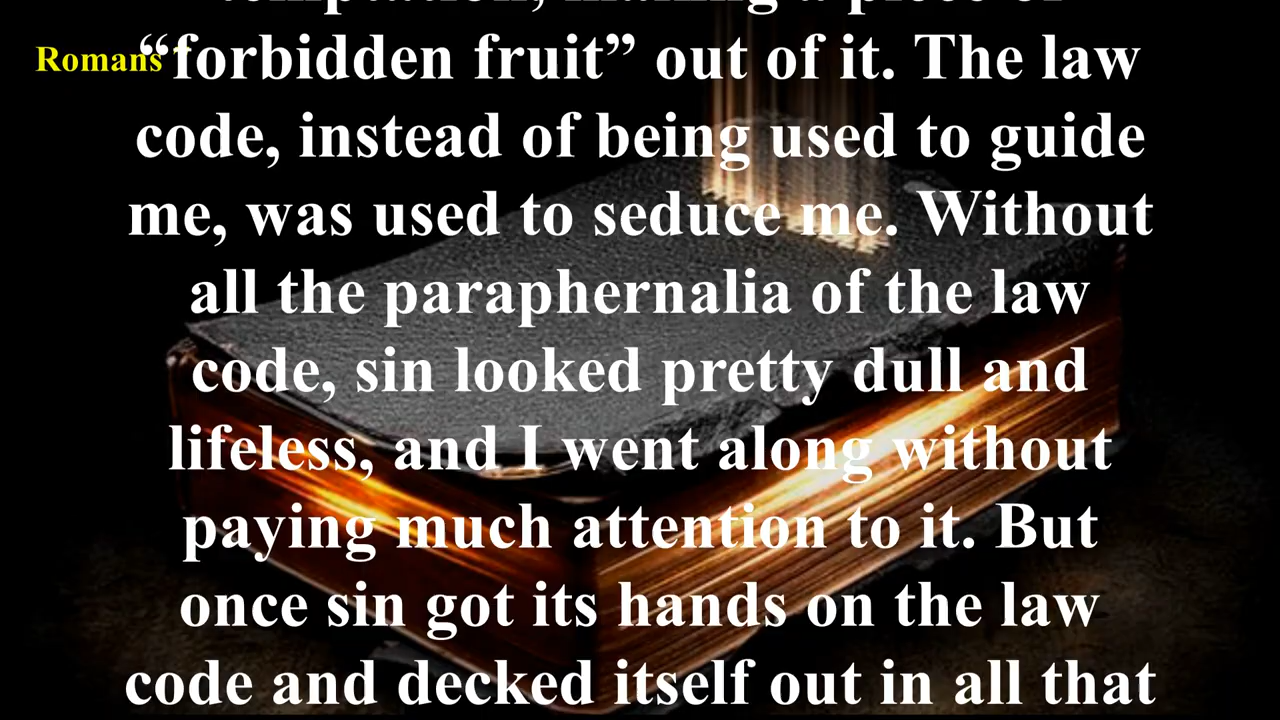 Romans
“forbidden fruit” out of it. The law
code, instead of being used to guide
me, was used to seduce me. Without
all the paraphernalia of the law
code, sin looked pretty dull and
lifeless, and I went along without
paying much attention to it. But
once sin got its hands on the law
code and decked itself out in all that